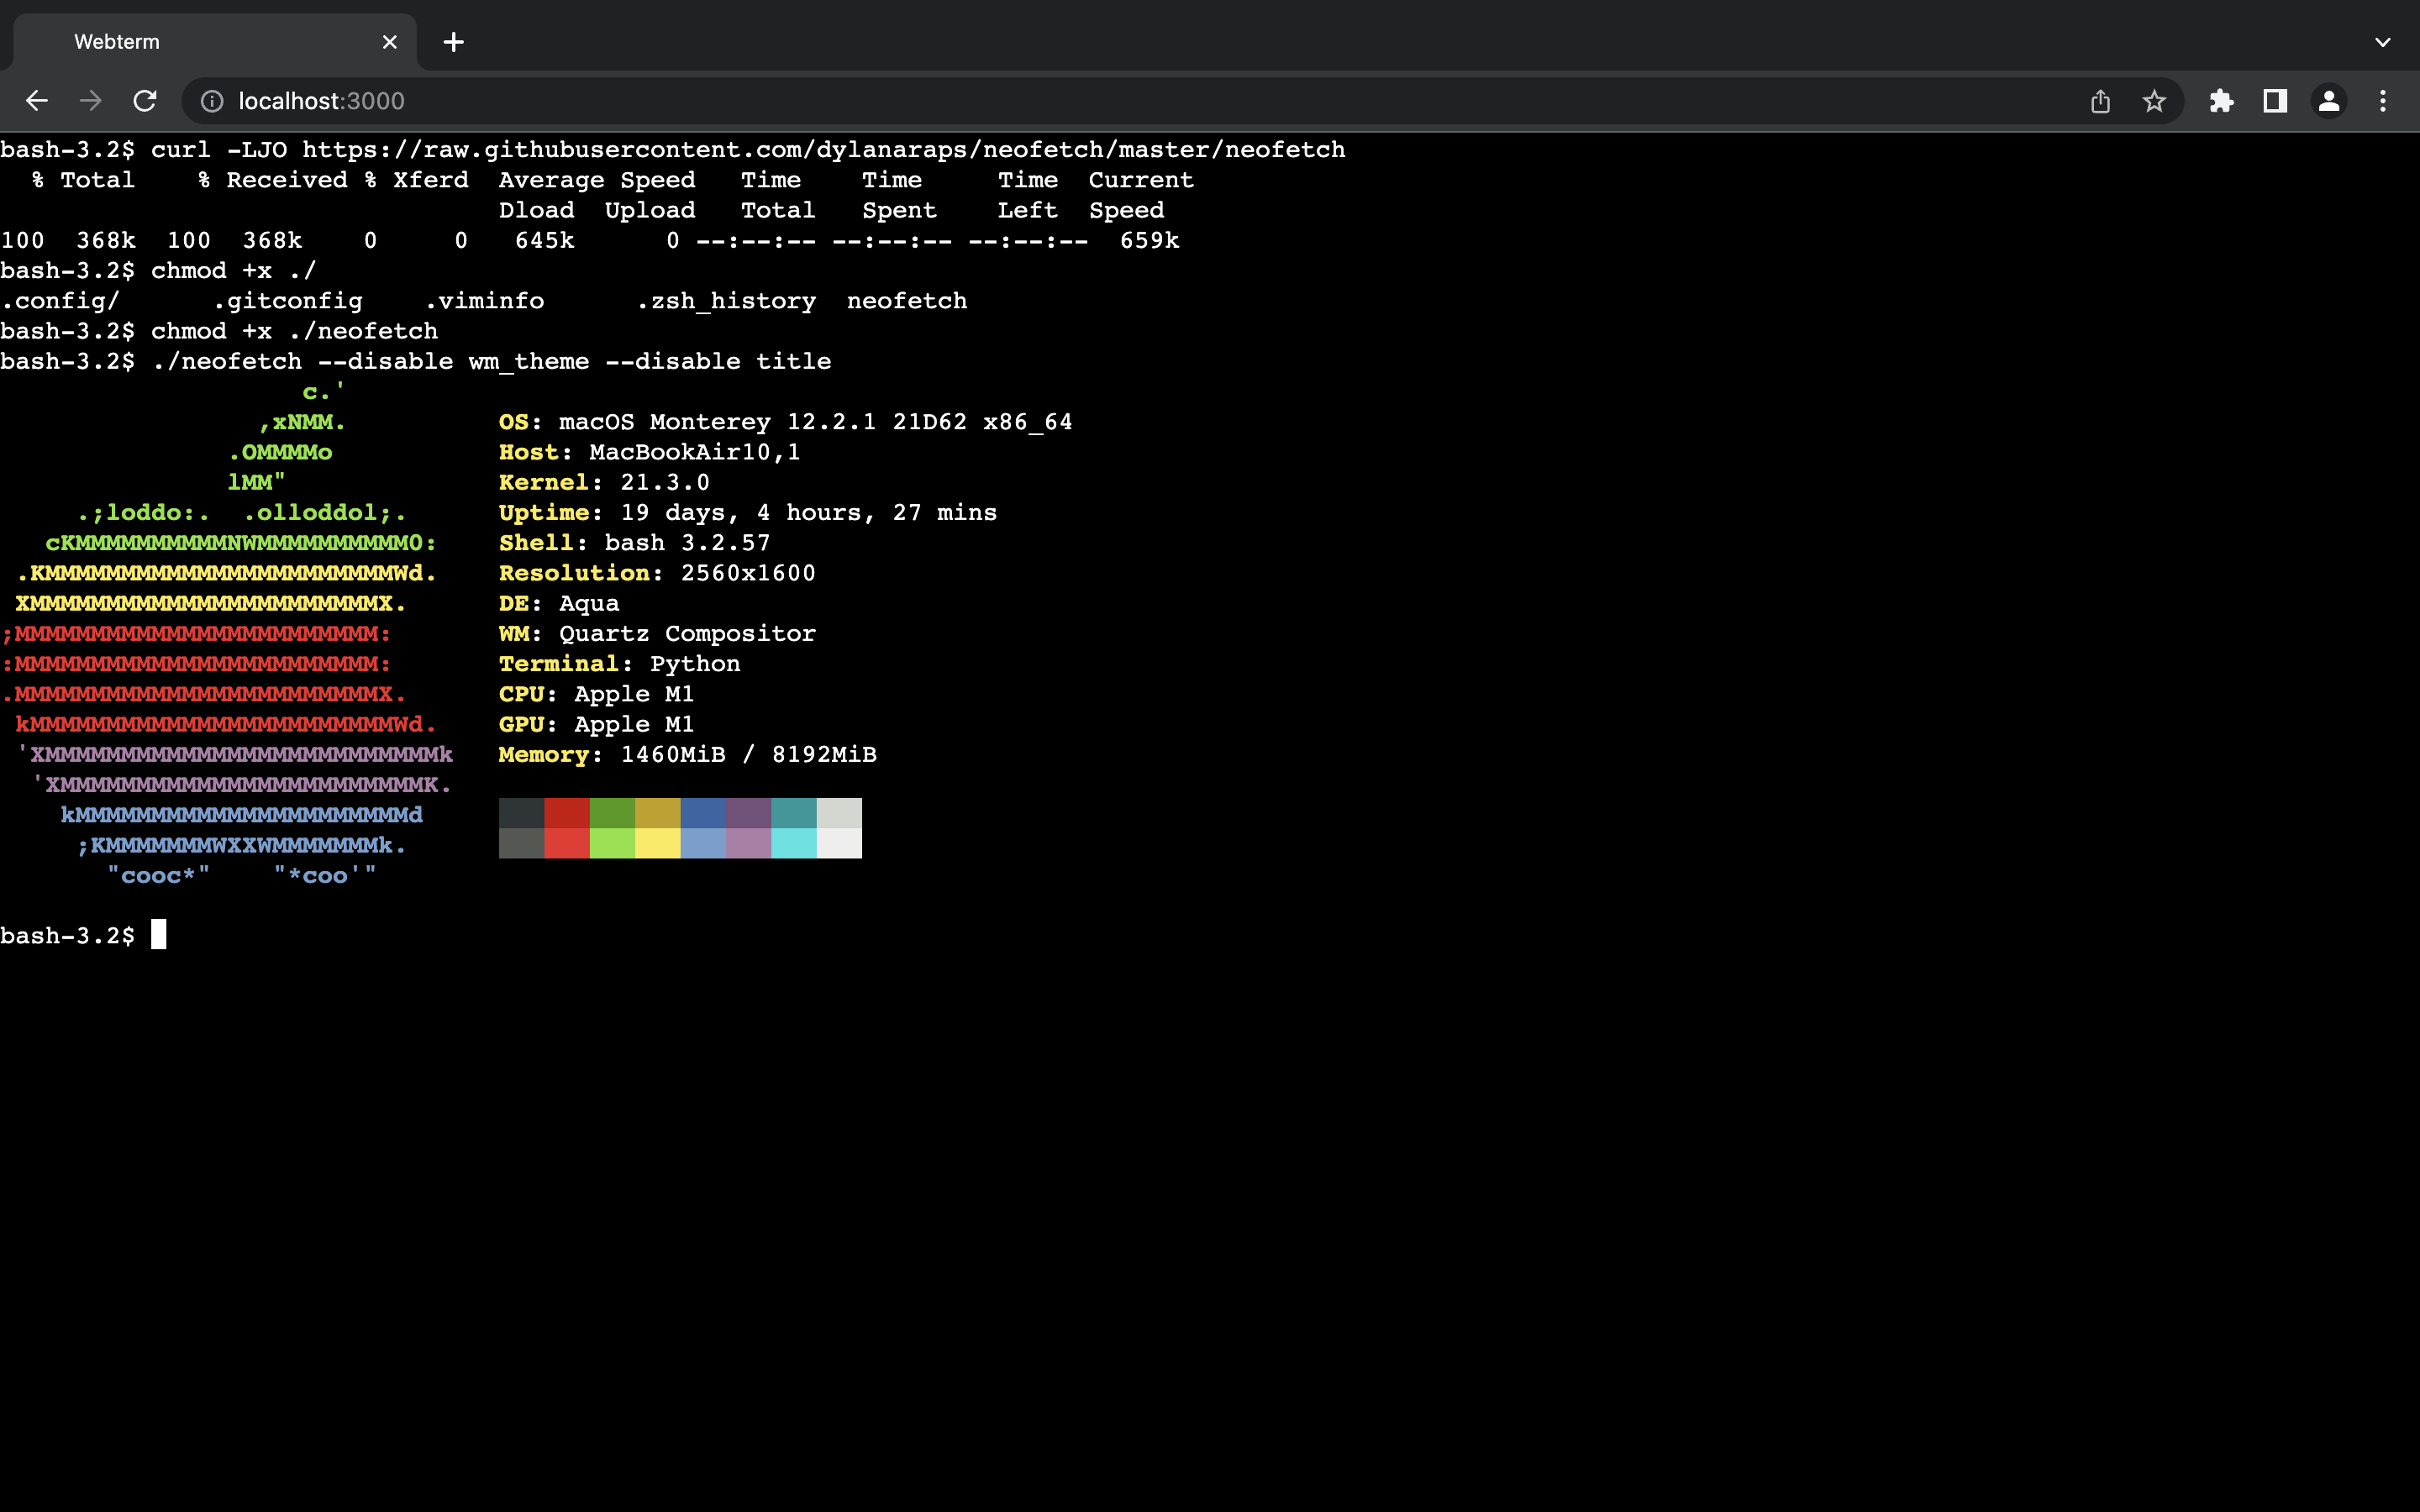 Webterm
localhost:3000
bash-3.2$ curl -LJO https://raw.githubusercontent.com/dylanaraps/neofetch/master/neofetch
  % Total    % Received % Xferd  Average Speed   Time    Time     Time  Current
                                 Dload  Upload   Total   Spent    Left  Speed
100  368k  100  368k    0     0   645k      0 --:--:-- --:--:-- --:--:--  659k
bash-3.2$ chmod +x ./
.config/      .gitconfig    .viminfo      .zsh_history  neofetch
bash-3.2$ chmod +x ./neofetch
bash-3.2$ ./neofetch --disable wm_theme --disable title
                    c.'
                 ,xNMM.          OS: macOS Monterey 12.2.1 21D62 x86_64
               .OMMMMo           Host: MacBookAir10,1
               lMM"              Kernel: 21.3.0
     .;loddo:.  .olloddol;.      Uptime: 19 days, 4 hours, 27 mins
   cKMMMMMMMMMMNWMMMMMMMMMM0:    Shell: bash 3.2.57
 .KMMMMMMMMMMMMMMMMMMMMMMMWd.    Resolution: 2560x1600
 XMMMMMMMMMMMMMMMMMMMMMMMX.      DE: Aqua
;MMMMMMMMMMMMMMMMMMMMMMMM:       WM: Quartz Compositor
:MMMMMMMMMMMMMMMMMMMMMMMM:       Terminal: Python
.MMMMMMMMMMMMMMMMMMMMMMMMX.      CPU: Apple M1
 kMMMMMMMMMMMMMMMMMMMMMMMMWd.    GPU: Apple M1
 'XMMMMMMMMMMMMMMMMMMMMMMMMMMk   Memory: 1460MiB / 8192MiB
  'XMMMMMMMMMMMMMMMMMMMMMMMMK.
    kMMMMMMMMMMMMMMMMMMMMMMd
     ;KMMMMMMMWXXWMMMMMMMk.
       "cooc*"    "*coo'"
bash-3.2$